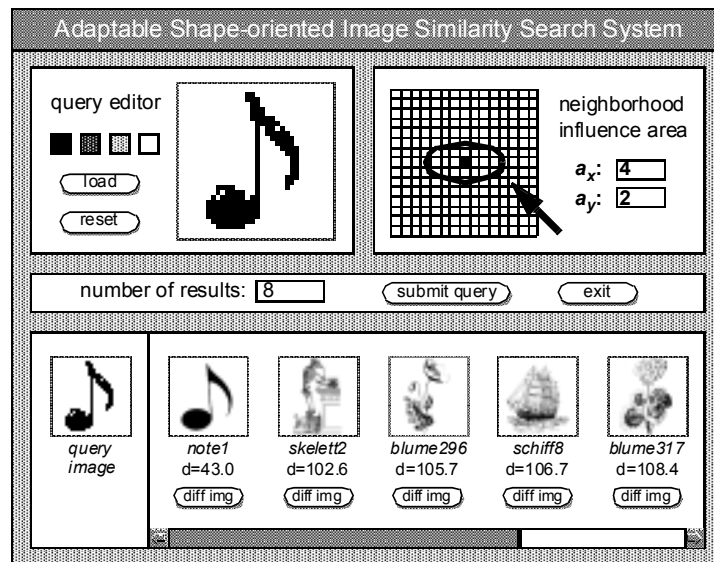 Adaptable Shape-oriented Image Similarity Search System
query editor
load
reset
neighborhood
influence area
ax: 4
ay: 2
number of results: 8
submit query
exit
query
image
note1
d=43.0
diff img
skelett2
d=102.6
diff img
blume296
d=105.7
diff img
schiff8
d=106.7
diff img
blume317
d=108.4
diff img